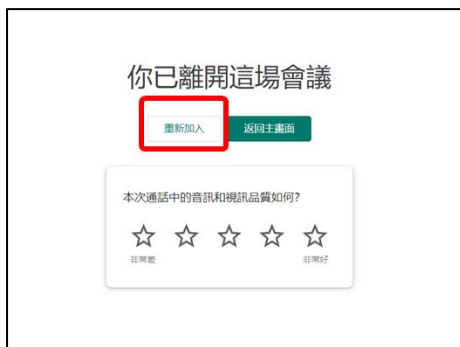 你已離開這場會議
重新加入 返回主畫面
本次通話中的音訊和視訊品質如何?
非常差 非常好